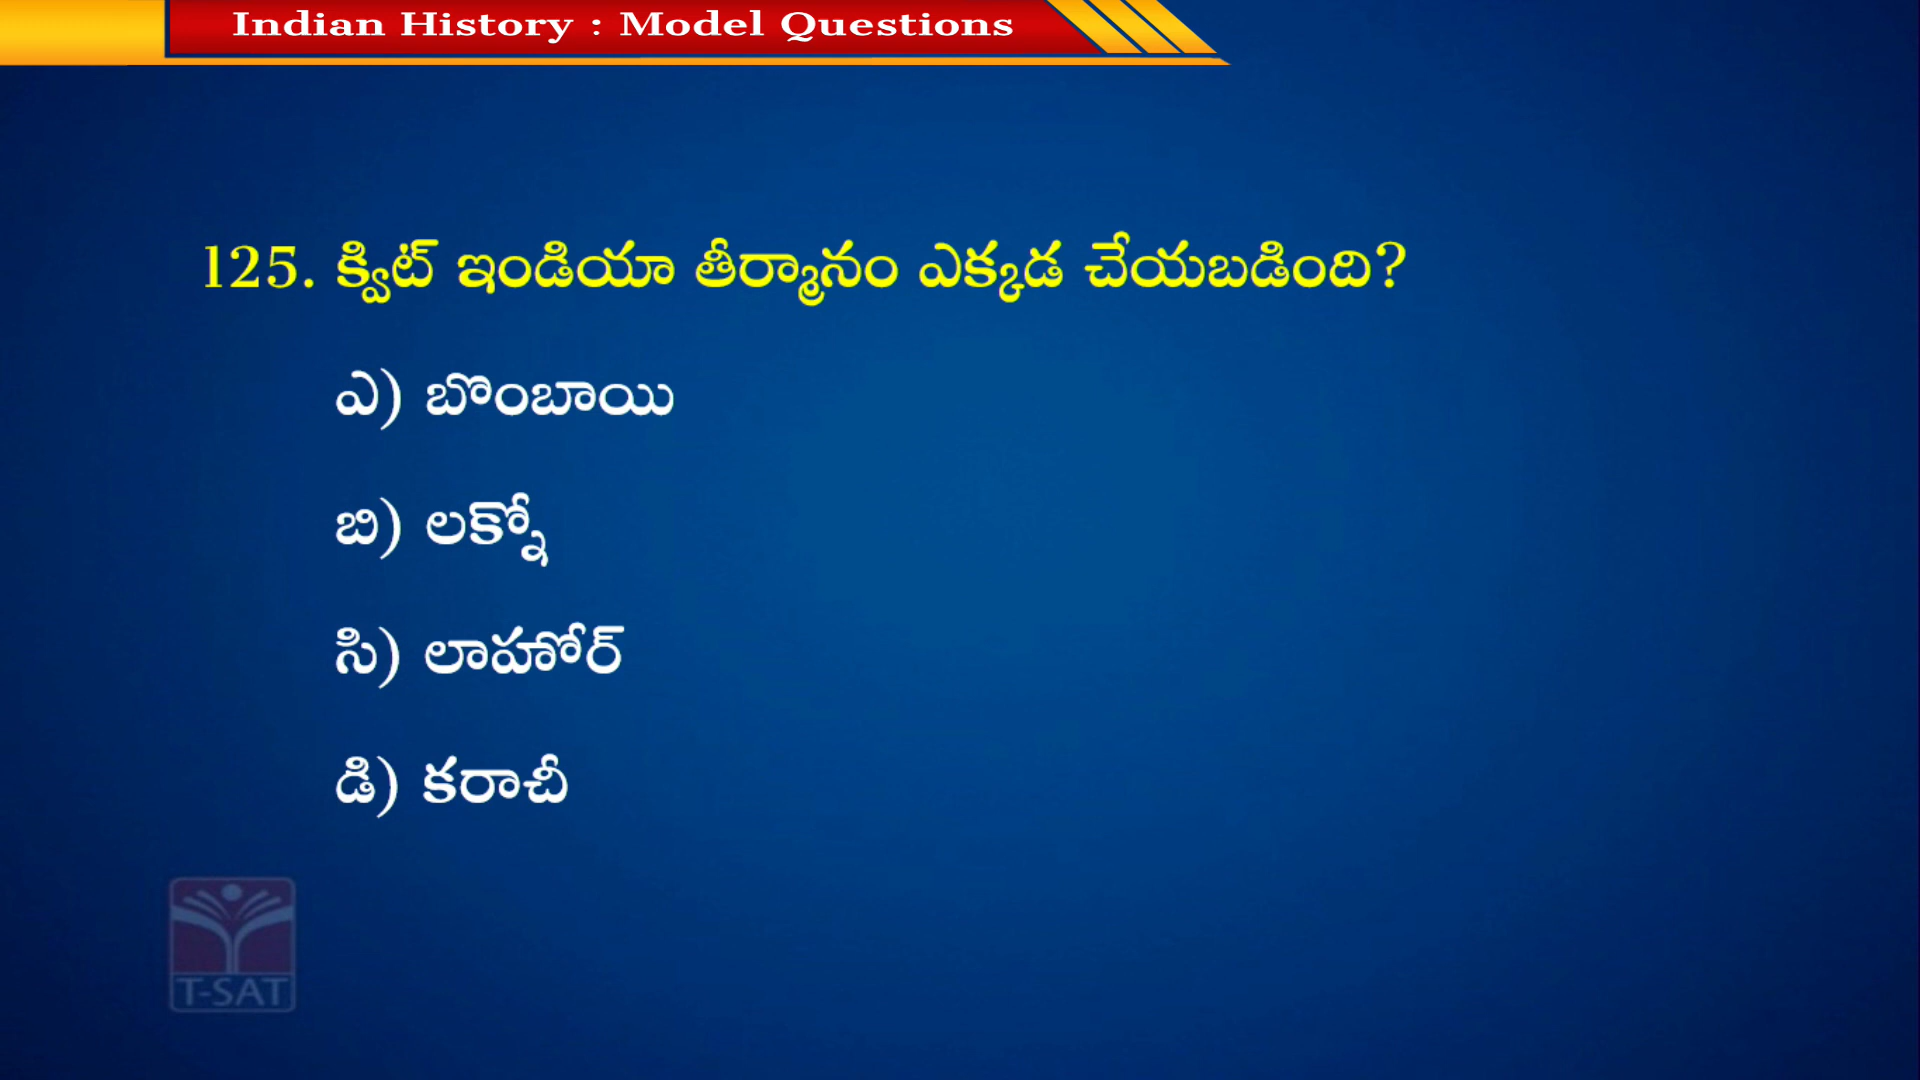 Indian History : Model Questions
125. క్విట్ ఇండియా తీర్మానం ఎక్కడ చేయబడింది?
ఎ) బొంబాయి
బి) లక్నో
సి) లాహోర్
డి) కరాచీ
T-SAT